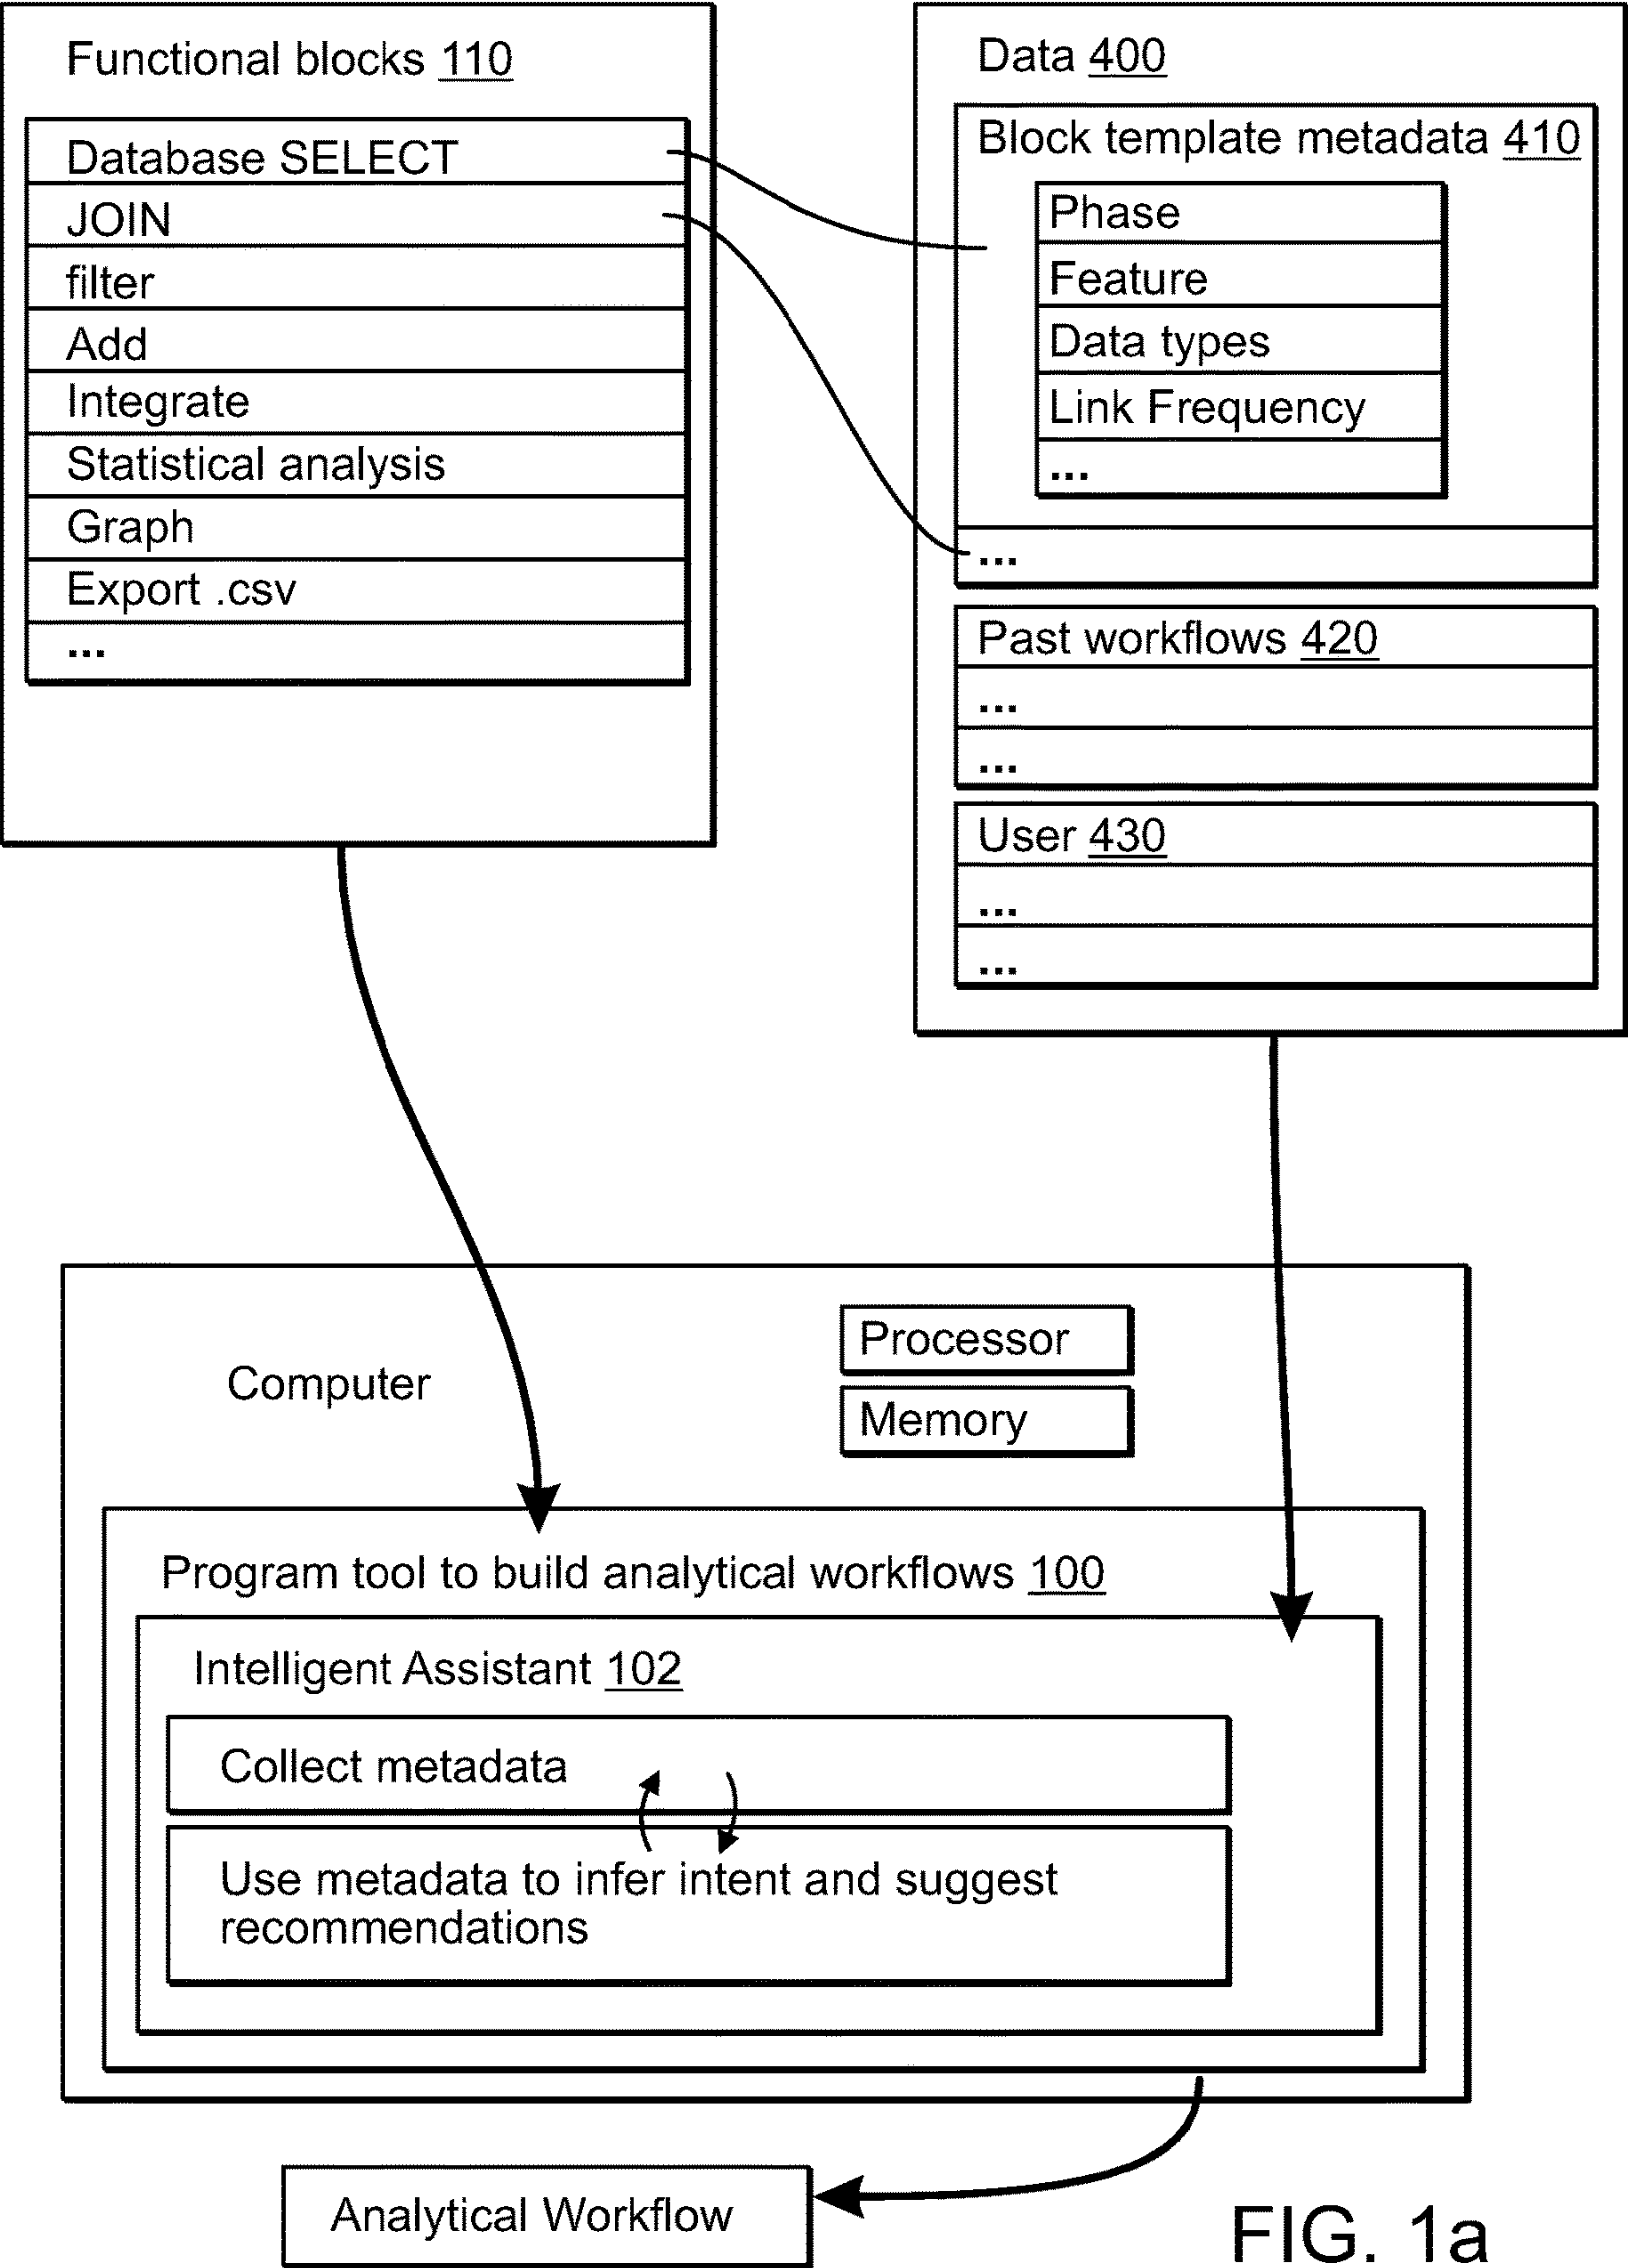 Functional blocks 110
Database SELECT
JOIN
filter
Add
Integrate
Statistical analysis
Graph
Export .csv
...
Data 400
Block template metadata 410
Phase
Feature
Data types
Link Frequency
...
...
Past workflows 420
...
...
User 430
...
...
Computer
Processor
Memory
Program tool to build analytical workflows 100
Intelligent Assistant 102
Collect metadata
Use metadata to infer intent and suggest
recommendations
Analytical Workflow
FIG. 1a